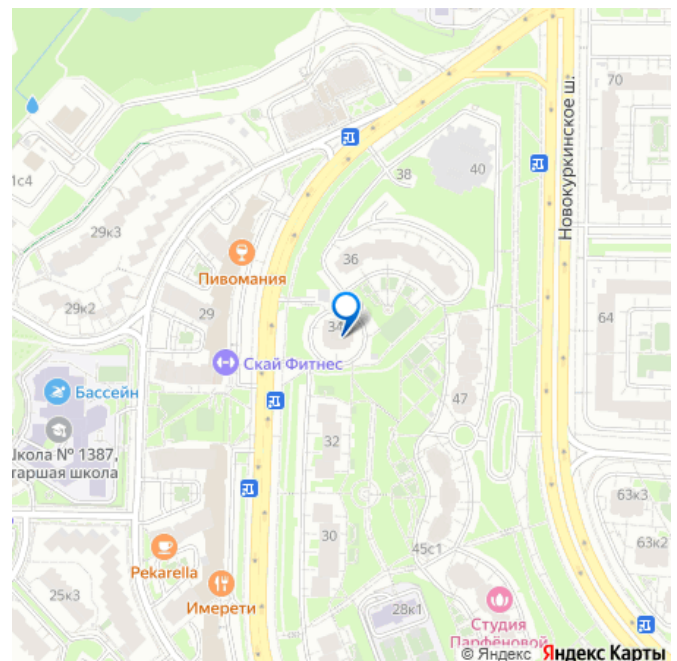 70
1с4
38
40
Новокуркинское ш.
29к3
Пивомания
36
29к2
29
34
64
Скай Фитнес
Бассейн
47
Школа № 1387,
старшая школа
32
63к3
30
63к2
Pekarella
45с1
25к3
Имерети
28к1
Студия
Парфёновой
© Яндекс Яндекс Карты